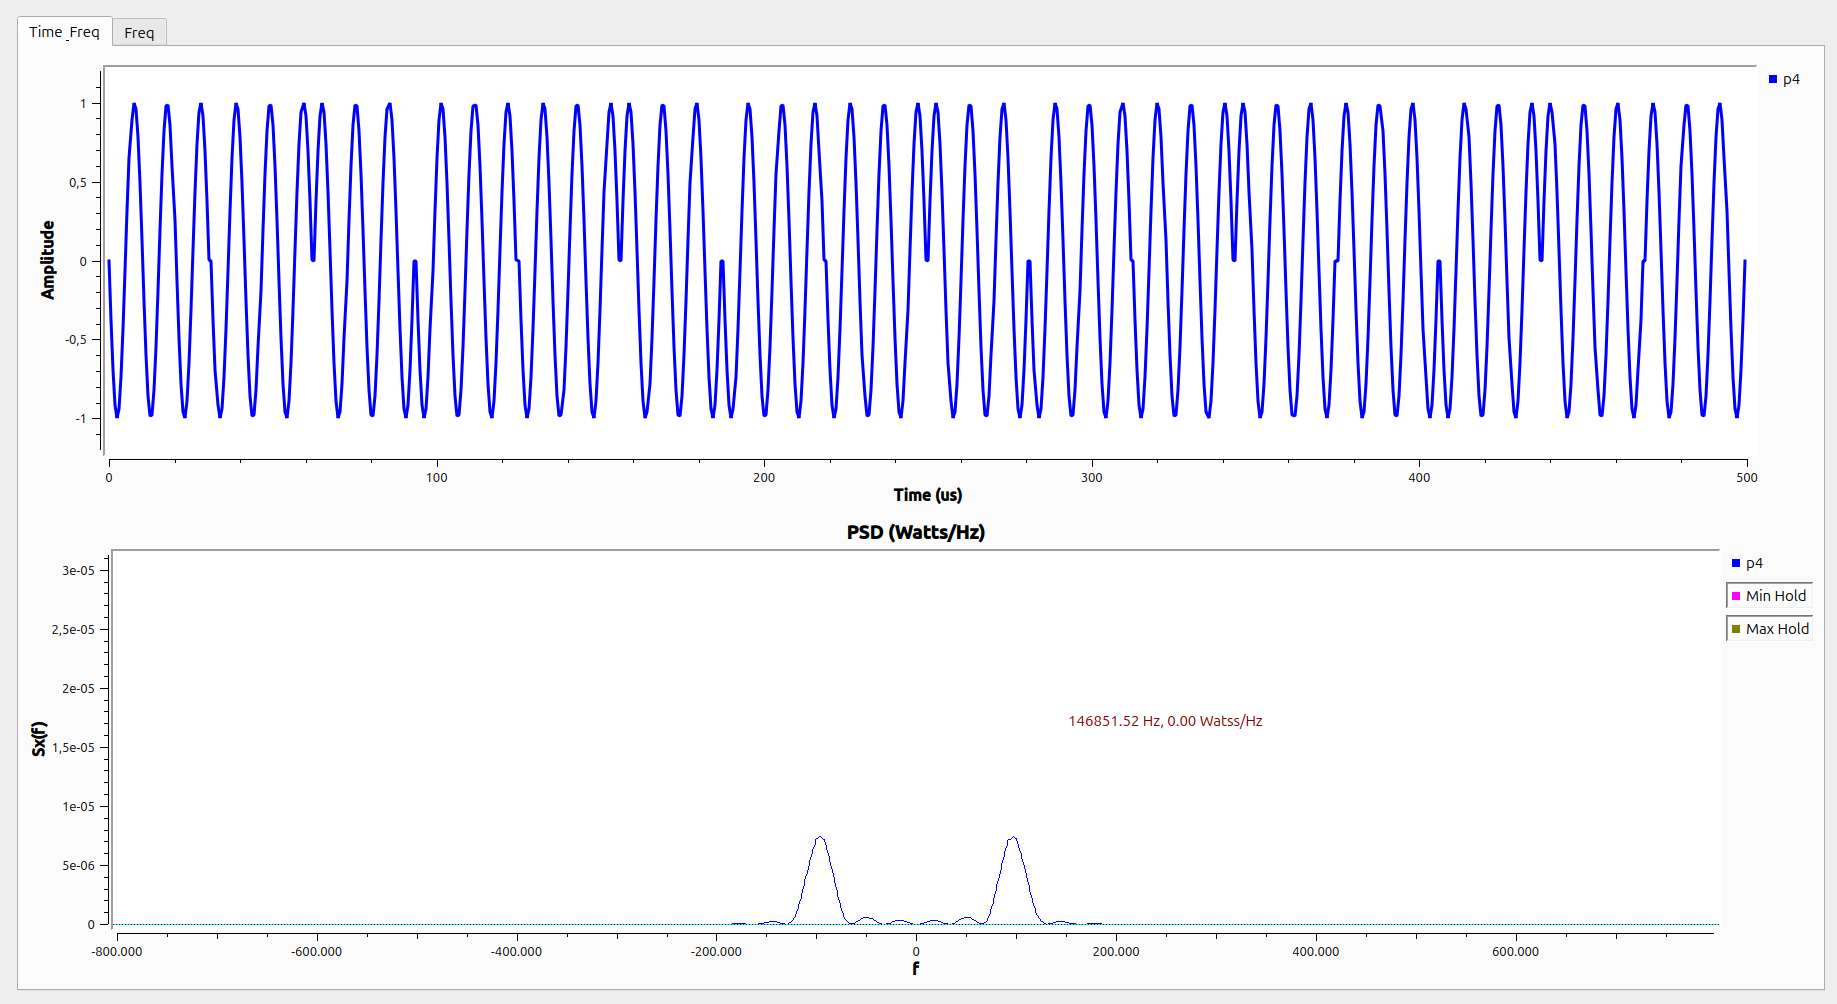 Time_Freq
Freq
p4
1
0,5
0
-0,5
-1
Amplitude
0 100 200 300 400 500
Time (us)
PSD (Watts/Hz)
p4
Min Hold
Max Hold
3e-05
2,5e-05
2e-05
1,5e-05
1e-05
5e-06
0
Sx(f)
146851.52 Hz, 0.00 Watss/Hz
-800.000 -600.000 -400.000 -200.000 0 200.000 400.000 600.000
f